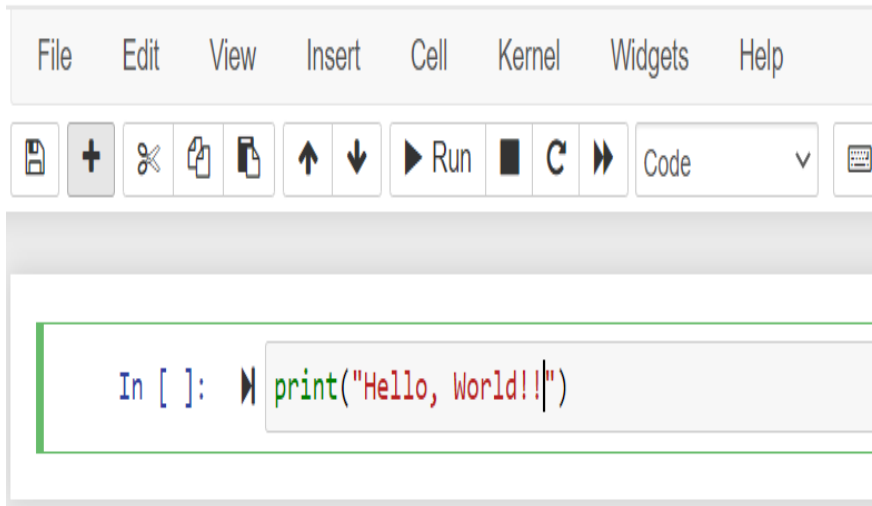 File Edit View Insert Cell Kernel Widgets Help
Run Code
In [ ]: print("Hello, World!!")